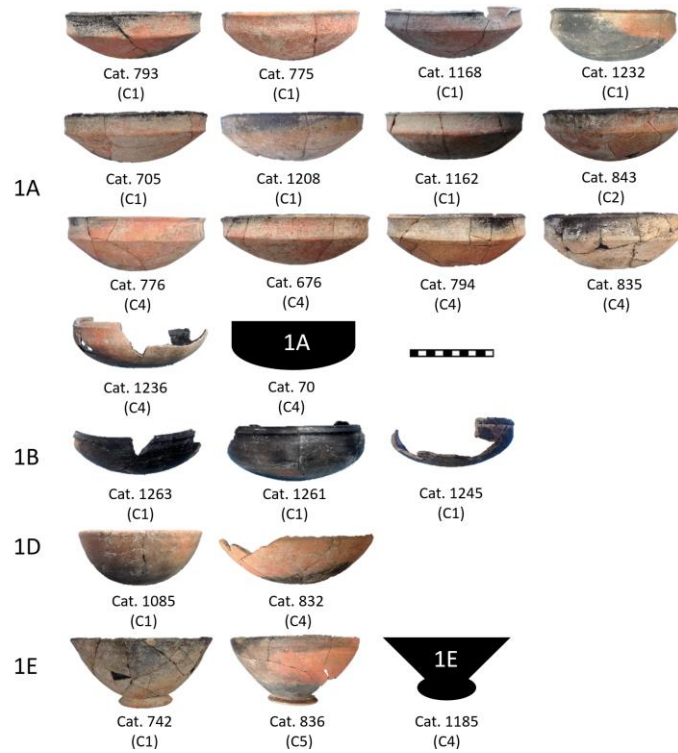 Cat. 793 Cat. 775 Cat. 1168 Cat. 1232
(C1) (C1) (C1) (C1)
1A
Cat. 705 Cat. 1208 Cat. 1162 Cat. 843
(C1) (C1) (C1) (C2)
Cat. 776 Cat. 676 Cat. 794 Cat. 835
(C4) (C4) (C4) (C4)
1A
Cat. 1236 Cat. 70
(C4) (C4)
1B
Cat. 1263 Cat. 1261 Cat. 1245
(C1) (C1) (C1)
1D
Cat. 1085 Cat. 832
(C1) (C4)
1E 1E
Cat. 742 Cat. 836 Cat. 1185
(C1) (C5) (C4)